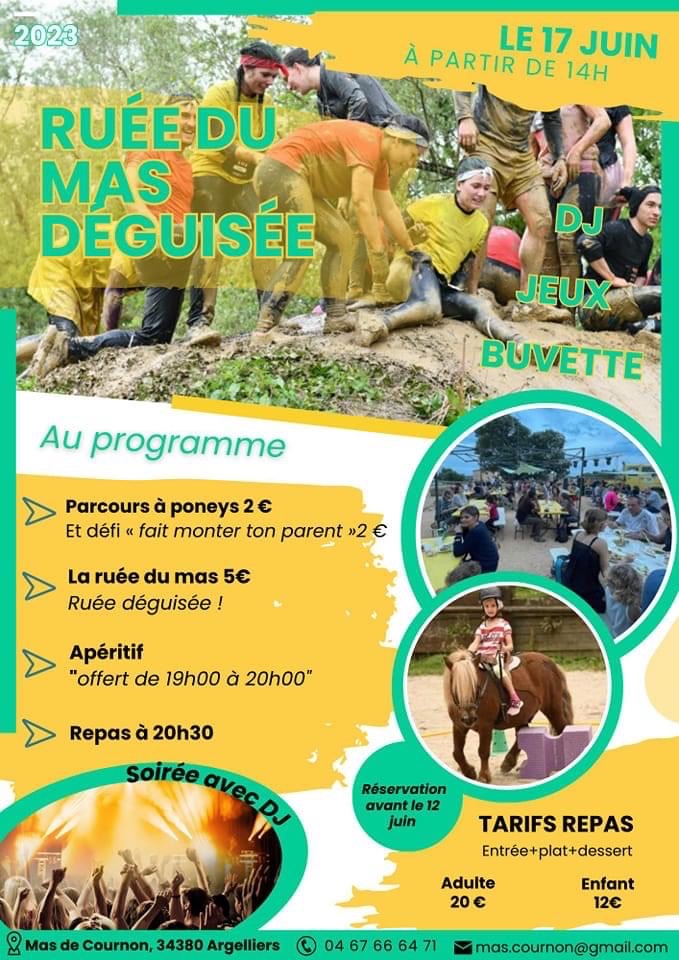 2023
LE 17 JUIN
À PARTIR DE 14H
RUÉE DU
MAS
DÉGUISÉE
DJ
JEUX
BUVETTE
Au programme
Parcours à poneys 2 €
Et défi « fait monter ton parent »2 €
La ruée du mas 5€
Ruée déguisée !
Apéritif
"offert de 19h00 à 20h00"
Repas à 20h30
Soirée avec DJ
Réservation
avant le 12
juin
TARIFS REPAS
Entrée+plat+dessert
Adulte
20 €
Enfant
12€
Mas de Cournon, 34380 Argelliers
04 67 66 64 71
mas.cournon@gmail.com